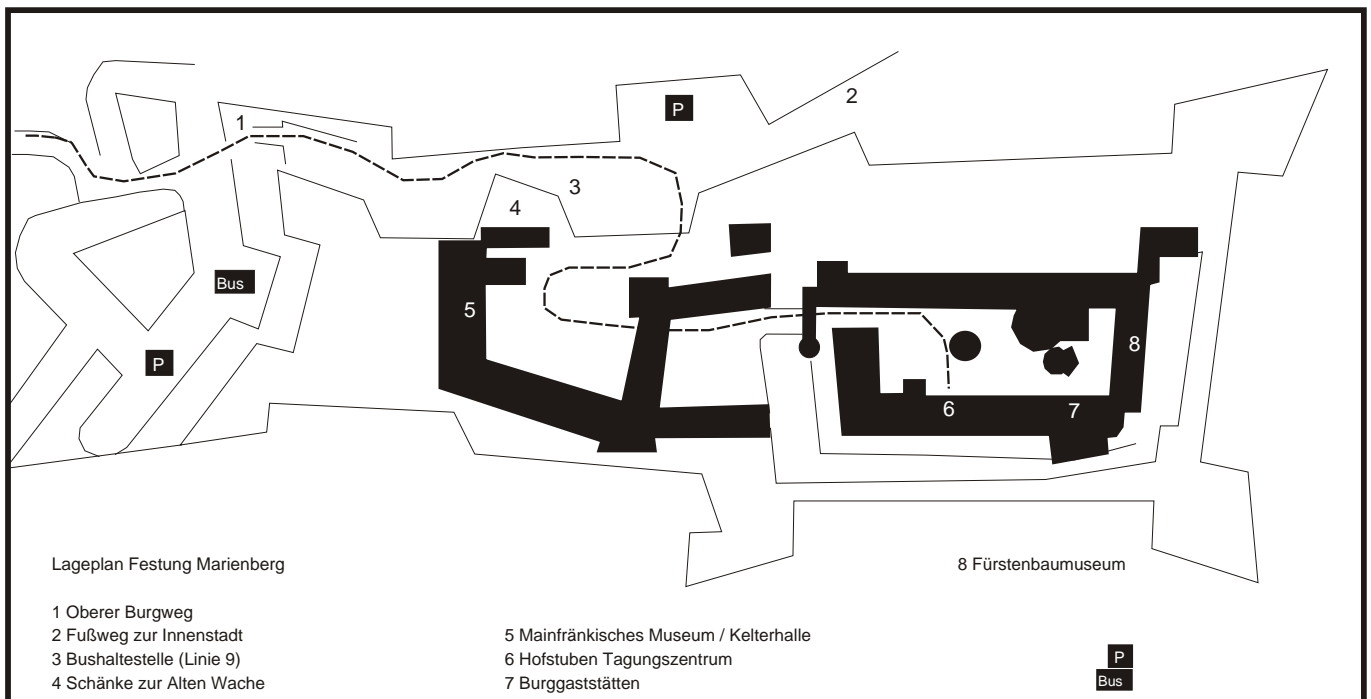 P
2
1
3
4
Bus
5
8
P
6
7
Lageplan Festung Marienberg
8 Fürstenbaumuseum
1 Oberer Burgweg
2 Fußweg zur Innenstadt
5 Mainfränkisches Museum / Kelterhalle
3 Bushaltestelle (Linie 9)
6 Hofstuben Tagungszentrum
P
4 Schänke zur Alten Wache
7 Burggaststätten
Bus